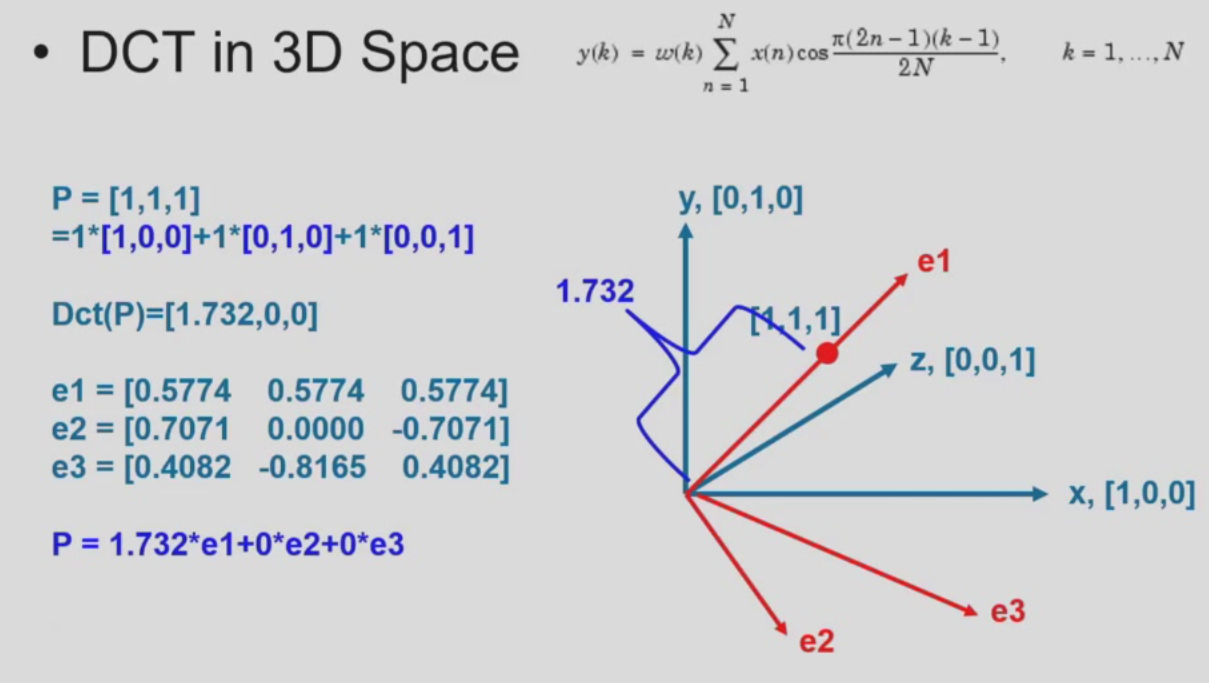 • DCT in 3D Space
y(k) = w(k) ∑_{n = 1}^{N} x(n) cos \frac{π(2n − 1)(k − 1)}{2N}, k = 1, ..., N
P = [1,1,1]
=1*[1,0,0]+1*[0,1,0]+1*[0,0,1]
Dct(P)=[1.732,0,0]
e1 = [0.5774 0.5774 0.5774]
e2 = [0.7071 0.0000 -0.7071]
e3 = [0.4082 -0.8165 0.4082]
P = 1.732*e1+0*e2+0*e3
y, [0,1,0]
e1
1.732
[1,1,1]
z, [0,0,1]
x, [1,0,0]
e3
e2